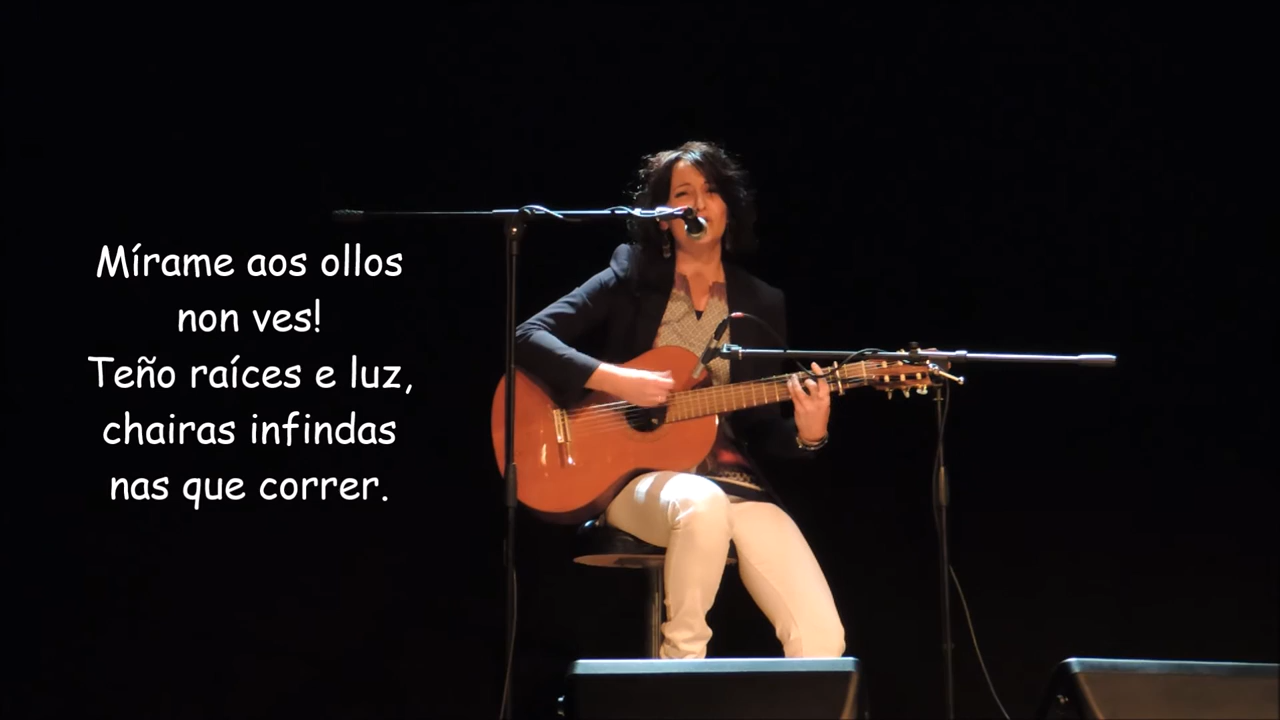 Mírame aos ollos
non ves!
Teño raíces e luz,
chairas infindas
nas que correr.